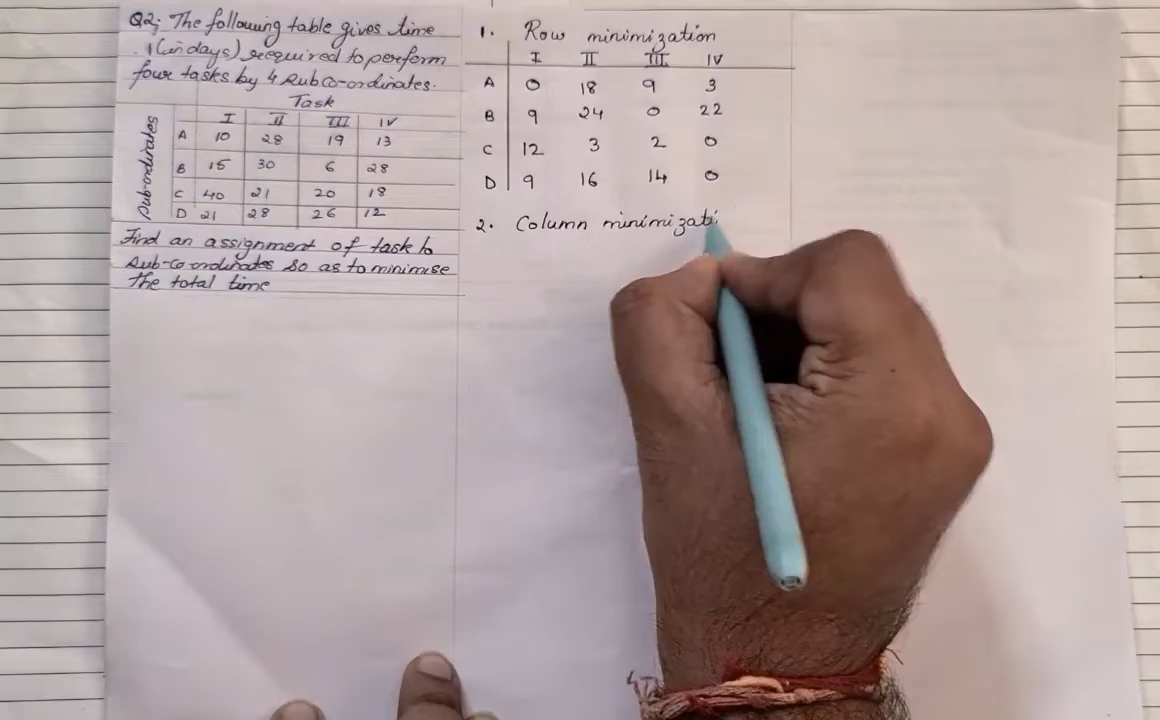 Q2; The following table gives time
(in days) required to perform
four tasks by 4 subco-ordinates.
Task
I II III IV
Sub-ordinates
A 10 28 19 13
B 15 30 6 28
C 40 21 20 18
D 21 28 26 12
Find an assignment of task to
sub-co ordinates so as to minimise
the total time
1. Row minimization
I II III IV
A 0 18 9 3
B 9 24 0 22
C 12 3 2 0
D 9 16 14 0
2. Column minimizati